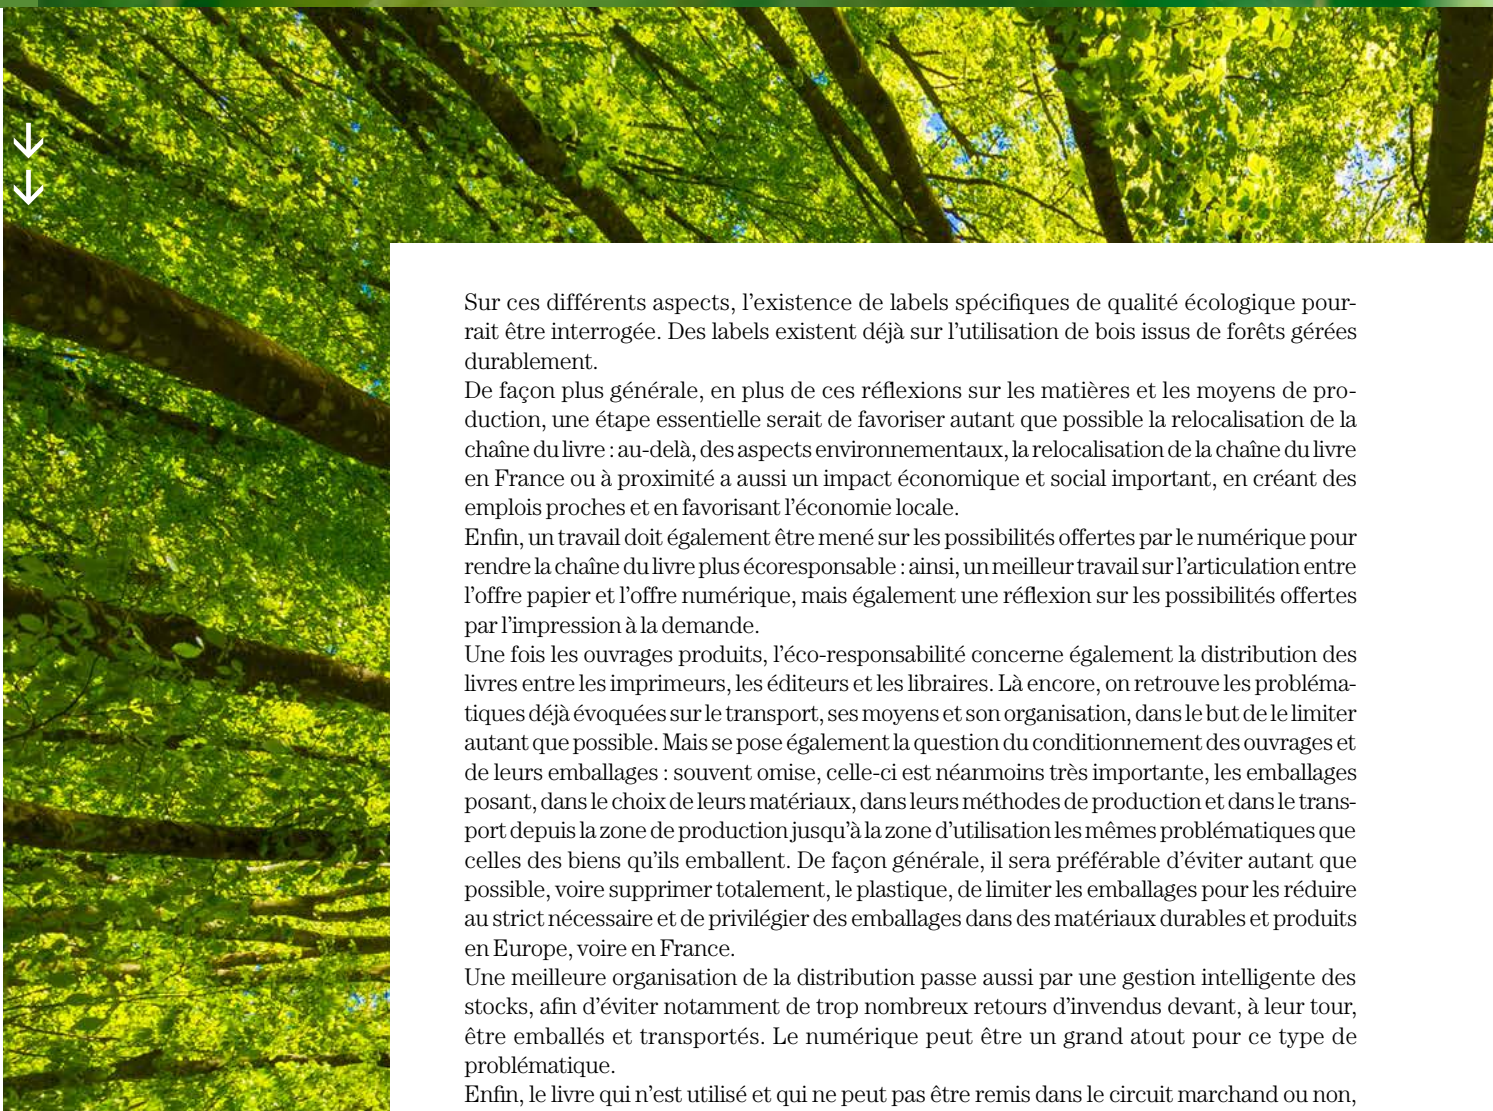 Sur ces différents aspects, l'existence de labels spécifiques de qualité écologique pour-
rait être interrogée. Des labels existent déjà sur l'utilisation de bois issus de forêts gérées
durablement.
De façon plus générale, en plus de ces réflexions sur les matières et les moyens de pro-
duction, une étape essentielle serait de favoriser autant que possible la relocalisation de la
chaîne du livre : au-delà, des aspects environnementaux, la relocalisation de la chaîne du livre
en France ou à proximité a aussi un impact économique et social important, en créant des
emplois proches et en favorisant l'économie locale.
Enfin, un travail doit également être mené sur les possibilités offertes par le numérique pour
rendre la chaîne du livre plus écoresponsable : ainsi, un meilleur travail sur l'articulation entre
l'offre papier et l'offre numérique, mais également une réflexion sur les possibilités offertes
par l'impression à la demande.
Une fois les ouvrages produits, l'éco-responsabilité concerne également la distribution des
livres entre les imprimeurs, les éditeurs et les libraires. Là encore, on retrouve les probléma-
tiques déjà évoquées sur le transport, ses moyens et son organisation, dans le but de le limiter
autant que possible. Mais se pose également la question du conditionnement des ouvrages et
de leurs emballages : souvent omise, celle-ci est néanmoins très importante, les emballages
posant, dans le choix de leurs matériaux, dans leurs méthodes de production et dans le trans-
port depuis la zone de production jusqu'à la zone d'utilisation les mêmes problématiques que
celles des biens qu'ils emballent. De façon générale, il sera préférable d'éviter autant que
possible, voire supprimer totalement, le plastique, de limiter les emballages pour les réduire
au strict nécessaire et de privilégier des emballages dans des matériaux durables et produits
en Europe, voire en France.
Une meilleure organisation de la distribution passe aussi par une gestion intelligente des
stocks, afin d'éviter notamment de trop nombreux retours d'invendus devant, à leur tour,
être emballés et transportés. Le numérique peut être un grand atout pour ce type de
problématique.
Enfin, le livre qui n'est utilisé et qui ne peut pas être remis dans le circuit marchand ou non,